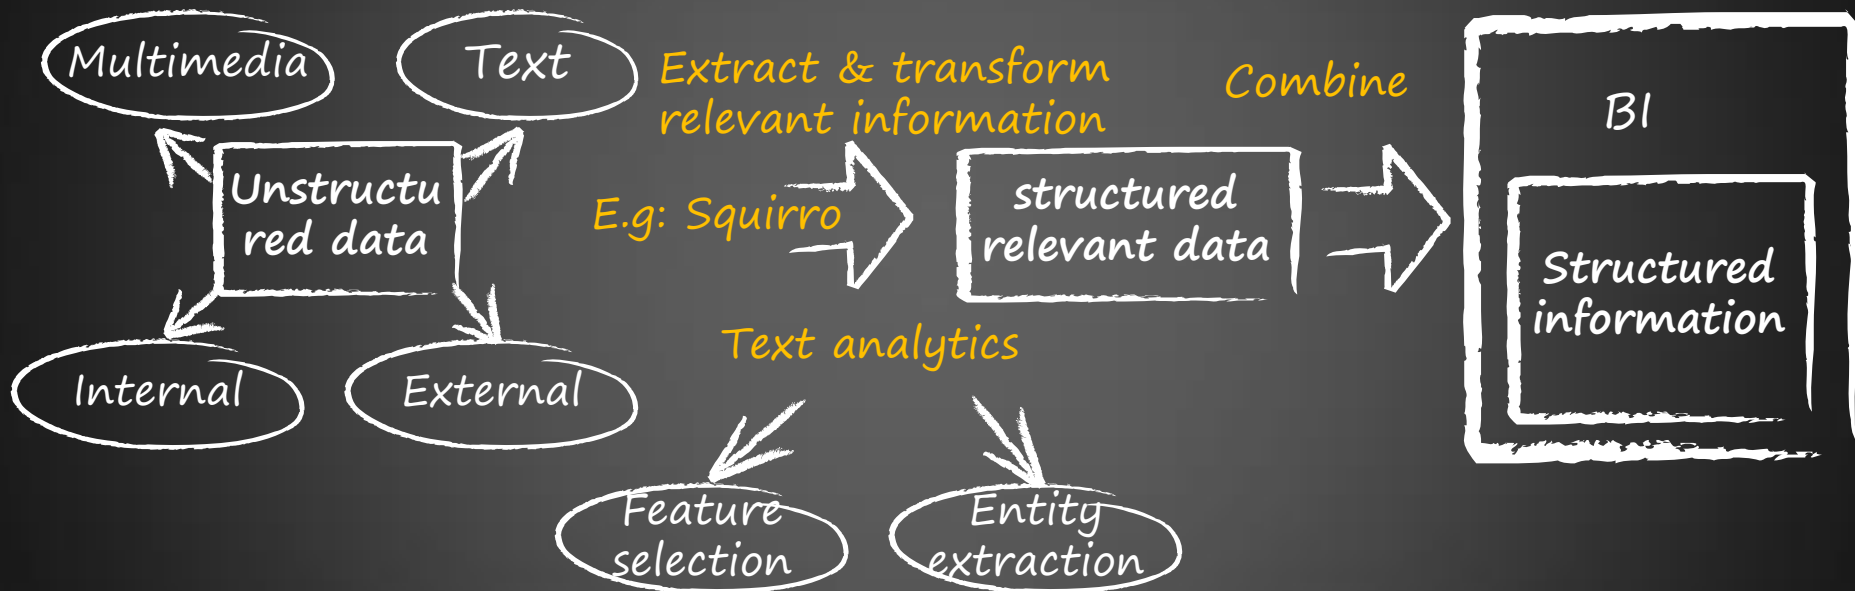 Multimedia
Text
Unstructu
red data
Internal
External
Extract & transform
relevant information
E.g: Squirro
Text analytics
Feature
selection
Entity
extraction
structured
relevant data
Combine
BI
Structured
information